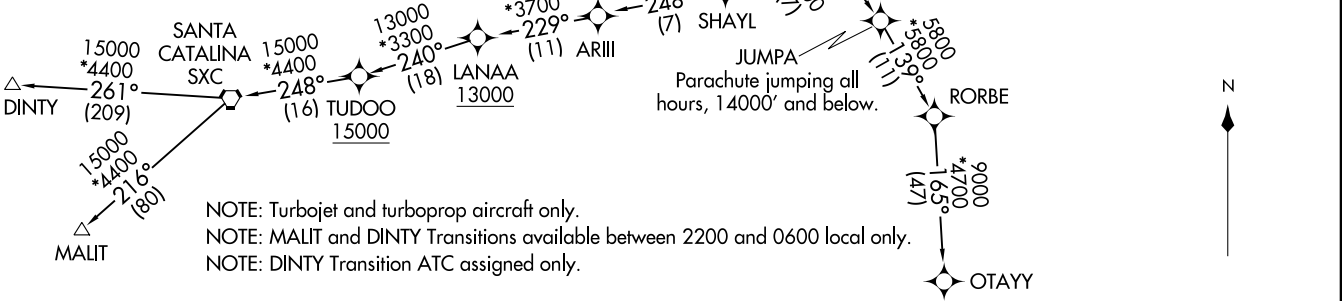 13000
*3300
240°
(18)
*3700
229°
(11)
ARIII
248°
(7)
SHAYL
5800
*5800
139°
(11)
SANTA
CATALINA
SXC
15000
*4400
261°
(209)
DINTY
15000
*4400
248°
(16)
TUDOO
15000
LANAA
13000
JUMPA
Parachute jumping all
hours, 14000' and below.
RORBE
N
15000
*4400
216°
(80)
MALIT
9000
*4700
165°
(47)
OTAYY
NOTE: Turbojet and turboprop aircraft only.
NOTE: MALIT and DINTY Transitions available between 2200 and 0600 local only.
NOTE: DINTY Transition ATC assigned only.